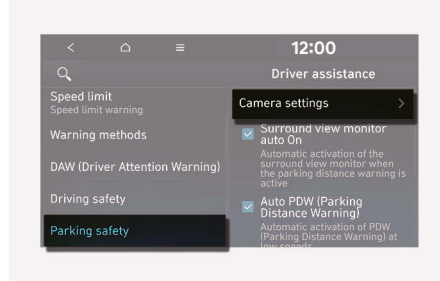 12:00
Driver assistance
Speed limit
Speed limit warning
Warning methods
DAW (Driver Attention Warning)
Driving safety
Parking safety
Camera settings
Surround view monitor
auto On
Automatic activation of the
surround view monitor when
the parking distance warning is
active
Auto PDW (Parking
Distance Warning)
Automatic activation of PDW
(Parking Distance Warning) at
low speeds